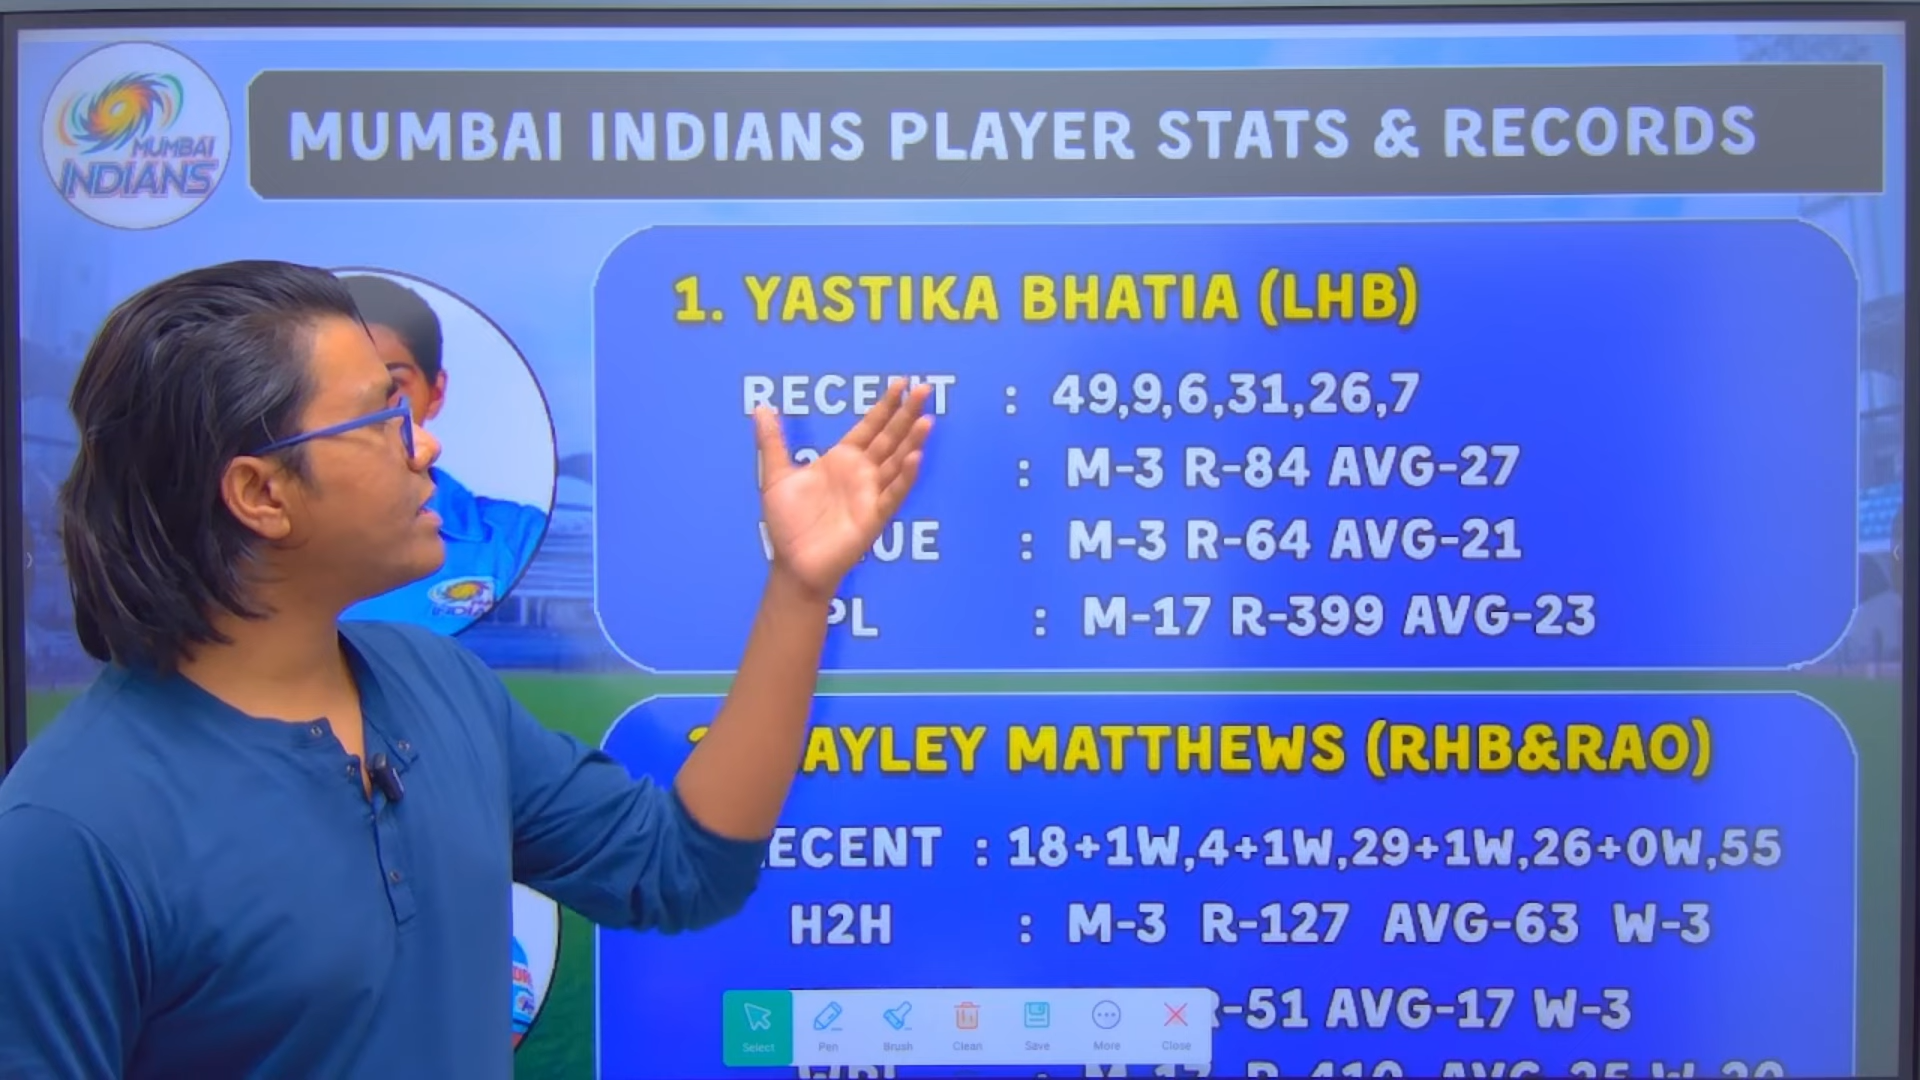 MUMBAI
INDIANS
MUMBAI INDIANS PLAYER STATS & RECORDS
1. YASTIKA BHATIA (LHB)
RECENT : 49,9,6,31,26,7
: M-3 R-84 AVG-27
: M-3 R-64 AVG-21
: M-17 R-399 AVG-23
MATTHEWS (RHB&RAO)
: 18+1W,4+1W,29+1W,26+0W,55
H2H : M-3 R-127 AVG-63 W-3
R-51 AVG-17 W-3
Select Pen Brush Clean Save More Close